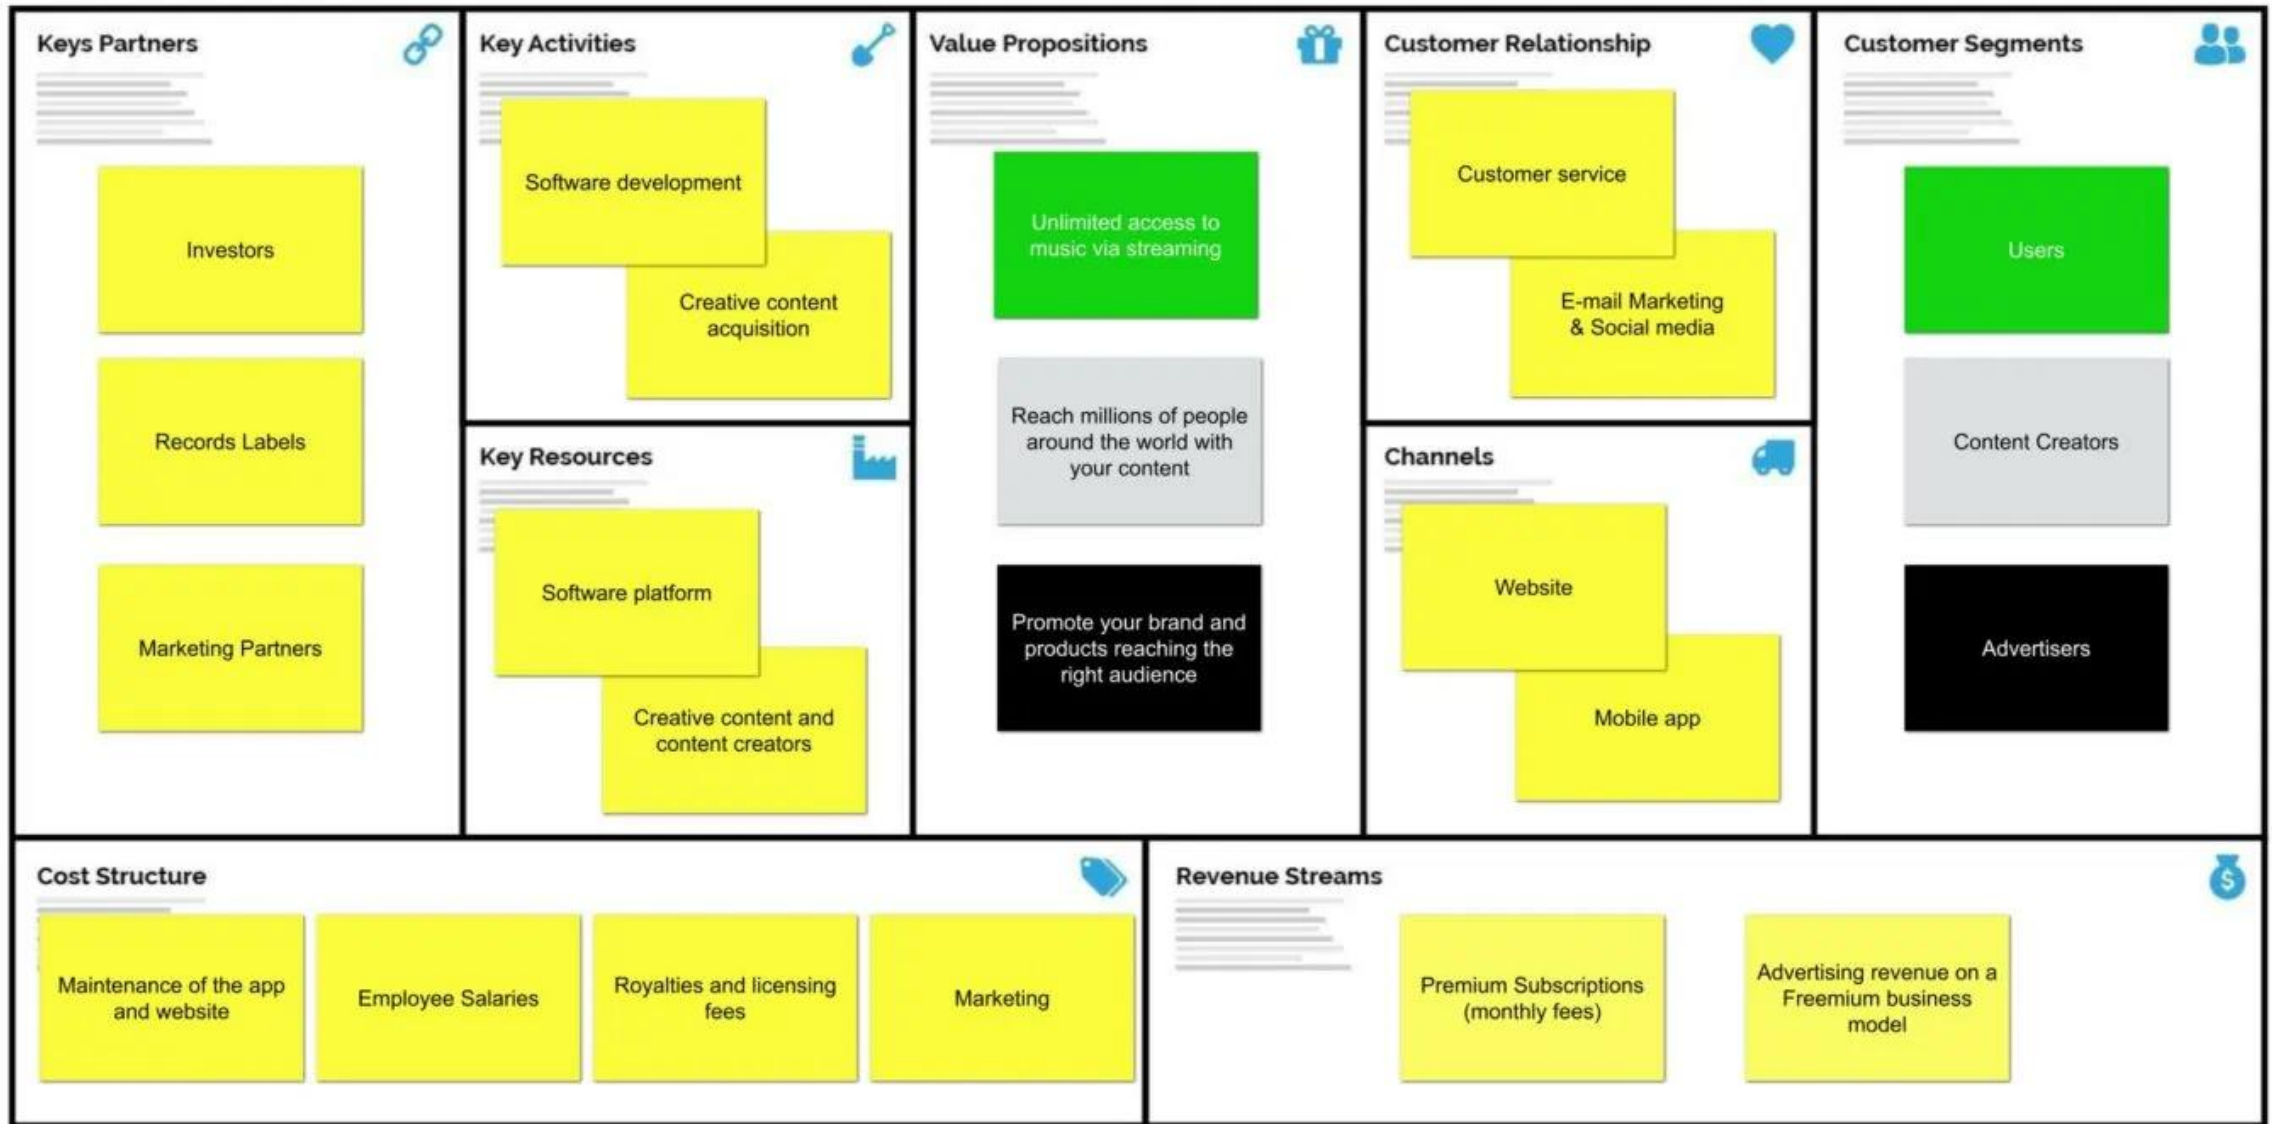 Keys Partners
Investors
Records Labels
Marketing Partners
Key Activities
Software development
Creative content
acquisition
Key Resources
Software platform
Creative content and
content creators
Value Propositions
Unlimited access to
music via streaming
Reach millions of people
around the world with
your content
Promote your brand and
products reaching the
right audience
Customer Relationship
Customer service
E-mail Marketing
& Social media
Channels
Website
Mobile app
Customer Segments
Users
Content Creators
Advertisers
Cost Structure
Maintenance of the app
and website
Employee Salaries
Royalties and licensing
fees
Marketing
Revenue Streams
$
Premium Subscriptions
(monthly fees)
Advertising revenue on a
Freemium business
model